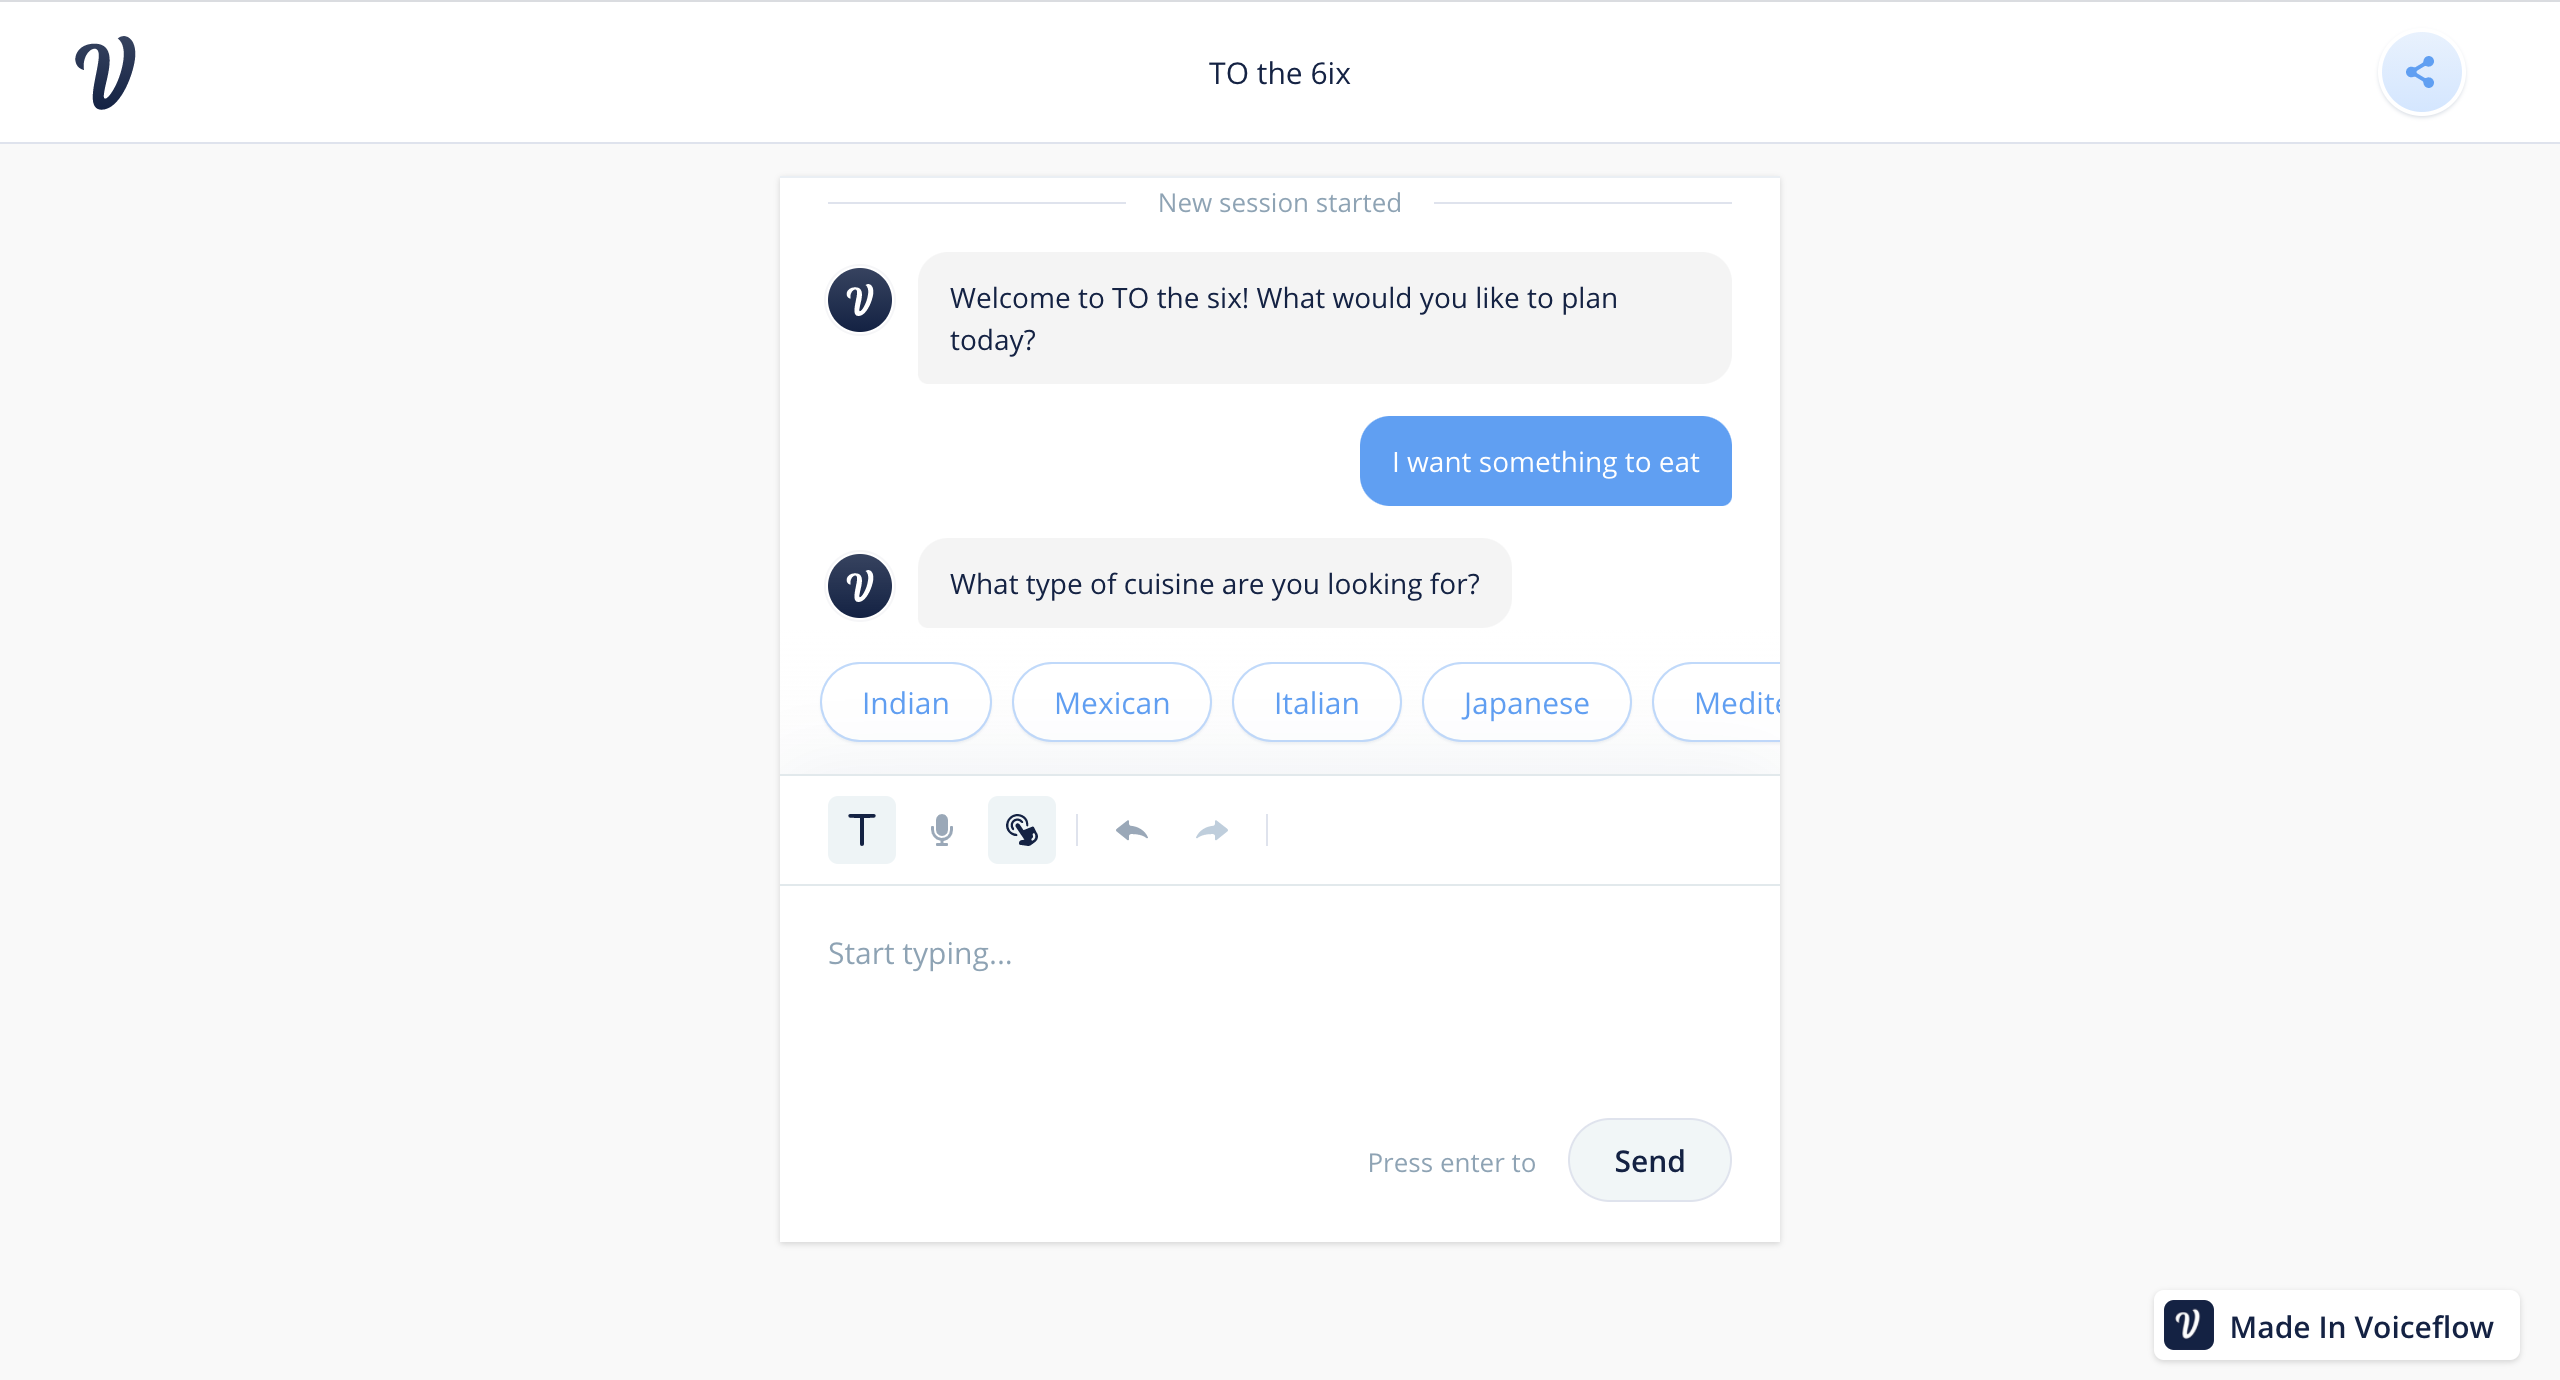 TO the 6ix
New session started
Welcome to TO the six! What would you like to plan
today?
I want something to eat
What type of cuisine are you looking for?
Indian Mexican Italian Japanese Medite
T
Start typing...
Press enter to Send
Made In Voiceflow